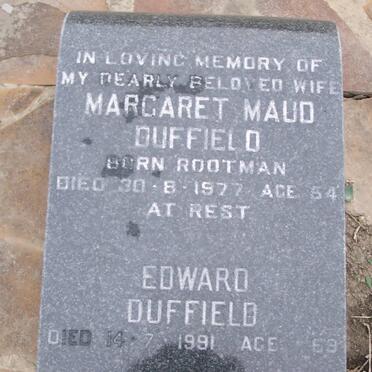 IN LOVING MEMORY OF
MY DEARLY BELOVED WIFE
MARGARET MAUD
DUFFIELD
BORN ROOTMAN
DIED 30-8-1977 AGE 54
AT REST
EDWARD
DUFFIELD
DIED 14-7-1991 AGE 69